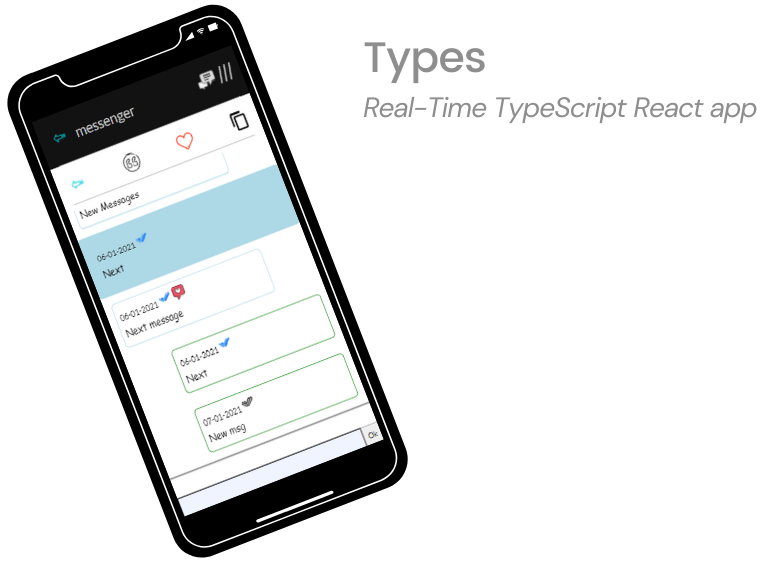 Types
Real-Time TypeScript React app
messenger
New Messages
06-01-2021
Next
06-01-2021
Next message
06-01-2021
Next
07-01-2021
New msg
Ok